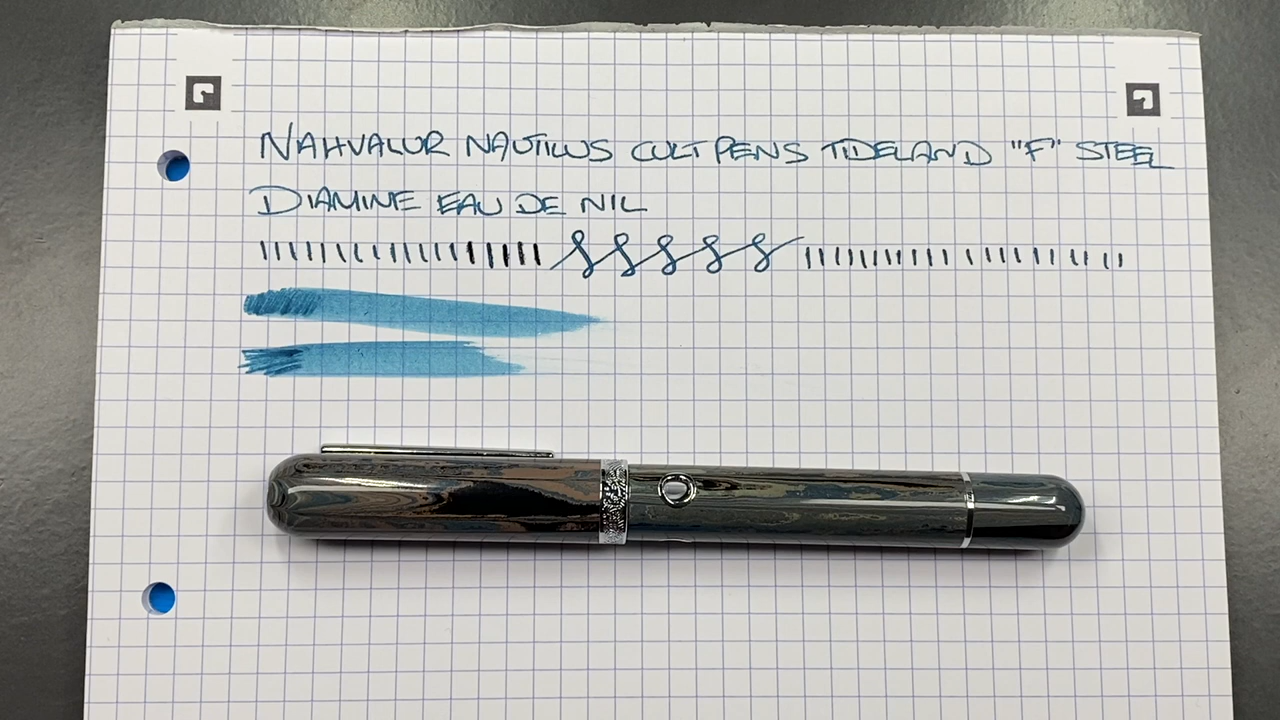 NAHVALUR NAUTILUS CULT PENS TIDELAND "F" STEEL
DIAMINE EAU DE NIL